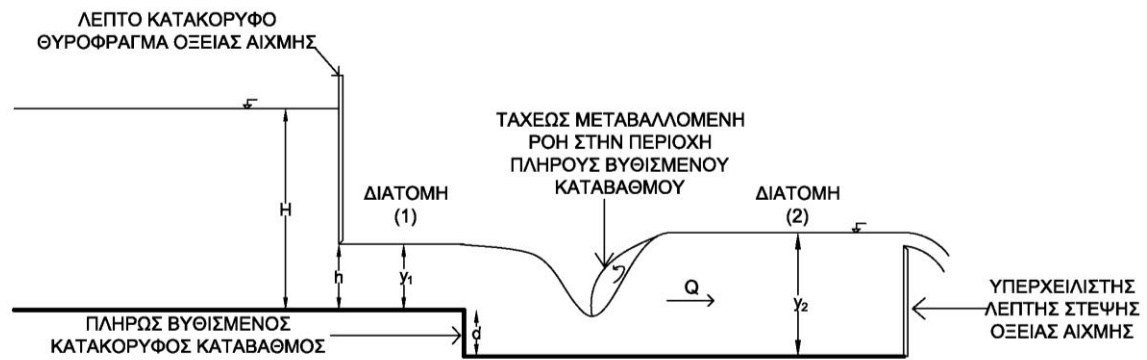 ΛΕΠΤΟ ΚΑΤΑΚΟΡΥΦΟ
ΘΥΡΟΦΡΑΓΜΑ ΟΞΕΙΑΣ ΑΙΧΜΗΣ
ΤΑΧΕΩΣ ΜΕΤΑΒΑΛΛΟΜΕΝΗ
ΡΟΗ ΣΤΗΝ ΠΕΡΙΟΧΗ
ΠΛΗΡΟΥΣ ΒΥΘΙΣΜΕΝΟΥ
ΚΑΤΑΒΑΘΜΟΥ
ΔΙΑΤΟΜΗ
(1)
ΔΙΑΤΟΜΗ
(2)
H
h
y₁
Q
y₂
d
ΠΛΗΡΩΣ ΒΥΘΙΣΜΕΝΟΣ
ΚΑΤΑΚΟΡΥΦΟΣ ΚΑΤΑΒΑΘΜΟΣ
ΥΠΕΡΧΕΙΛΙΣΤΗΣ
ΛΕΠΤΗΣ ΣΤΕΨΗΣ
ΟΞΕΙΑΣ ΑΙΧΜΗΣ